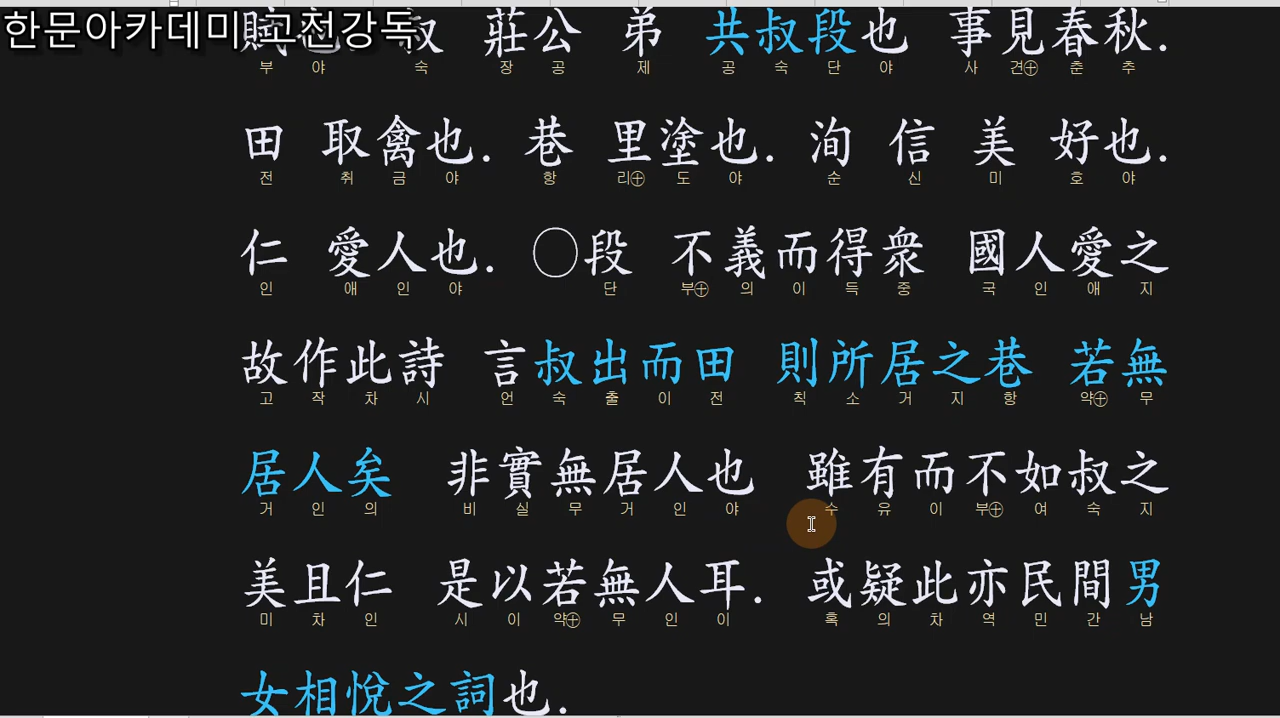 한문아카데미 고전강독
賦也. 叔 莊公 弟 共叔段也 事見春秋.
부 야 숙 장 공 제 공 숙 단 야 사 견㊉ 춘 추
田 取禽也. 巷 里塗也. 洵 信 美 好也.
전 취 금 야 항 리㊉ 도 야 순 신 미 호 야
仁 愛人也. ◯段 不義而得衆 國人愛之
인 애 인 야 단 부㊉ 의 이 득 중 국 인 애 지
故作此詩 言叔出而田 則所居之巷 若無
고 작 차 시 언 숙 출 이 전 칙 소 거 지 항 약㊉ 무
居人矣 非實無居人也 雖有而不如叔之
거 인 의 비 실 무 거 인 야 수 유 이 부㊉ 여 숙 지
美且仁 是以若無人耳. 或疑此亦民間男
미 차 인 시 이 약㊉ 무 인 이 혹 의 차 역 민 간 남
女相悅之詞也.